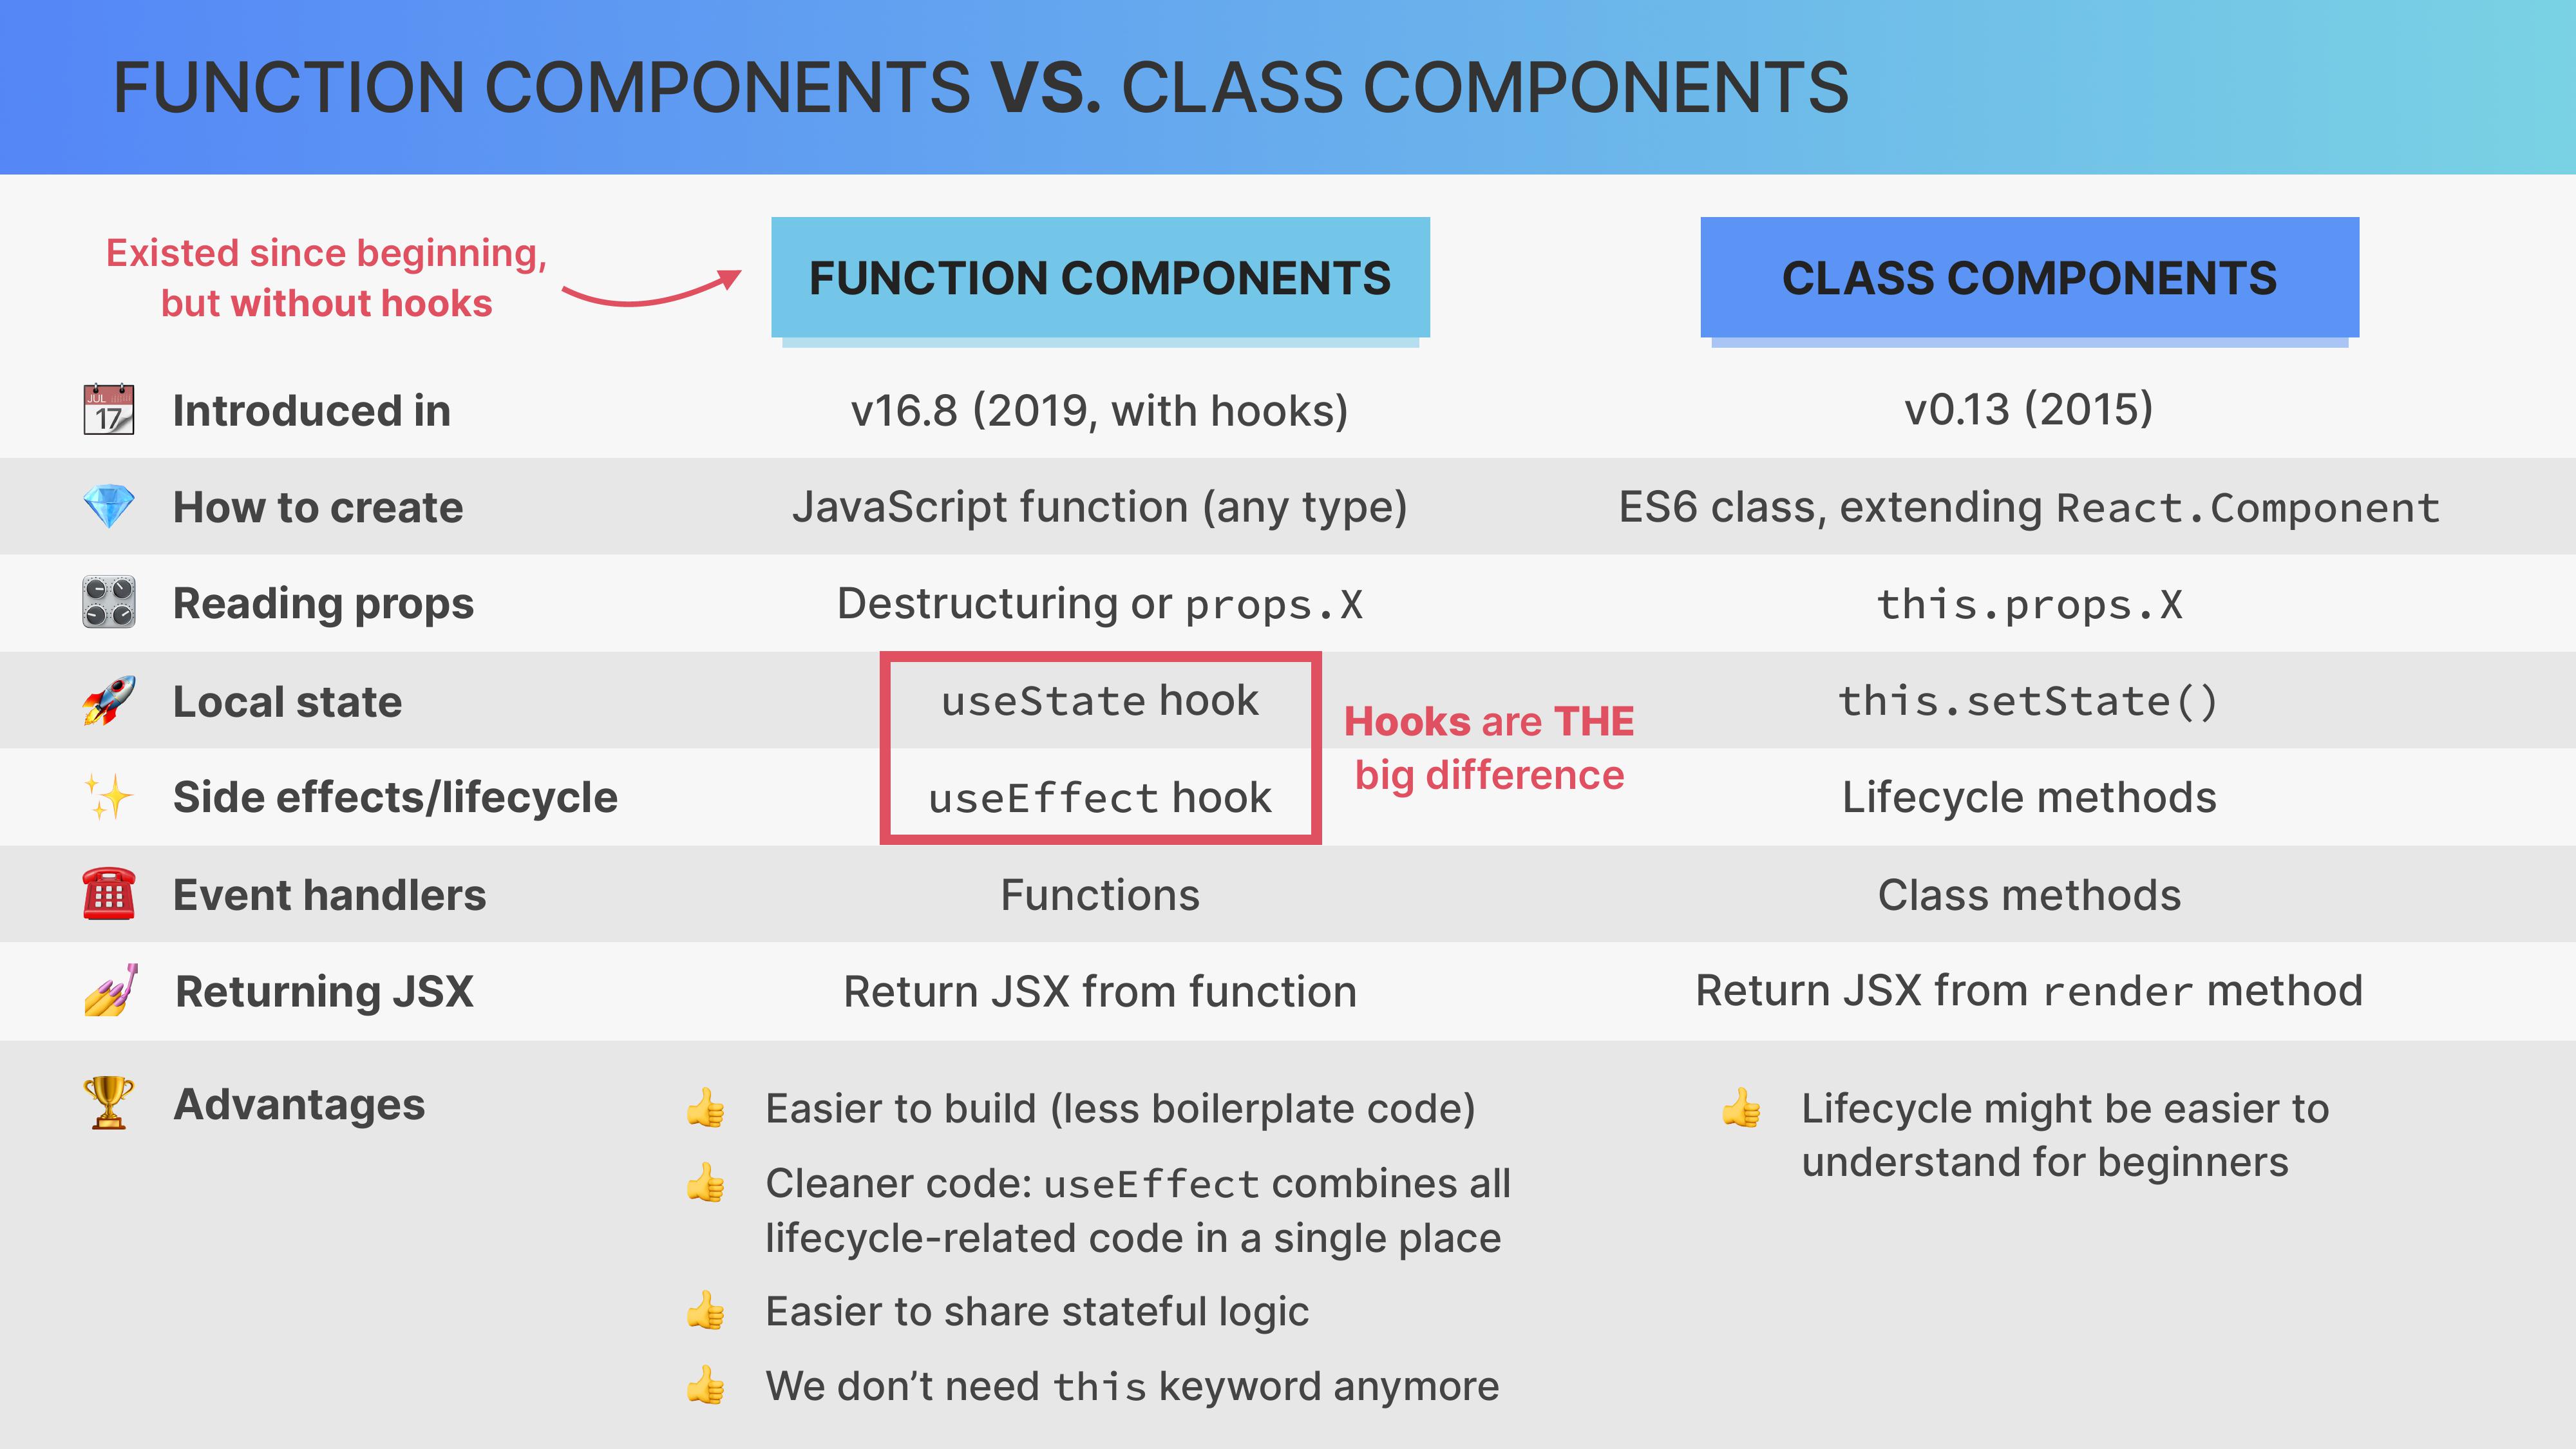 FUNCTION COMPONENTS VS. CLASS COMPONENTS
Existed since beginning,
but without hooks
FUNCTION COMPONENTS
CLASS COMPONENTS
JUL
17
Introduced in
v16.8 (2019, with hooks)
v0.13 (2015)
How to create
JavaScript function (any type)
ES6 class, extending React.Component
Reading props
Destructuring or props.X
this.props.X
Local state
useState hook
this.setState()
Hooks are THE
big difference
Side effects/lifecycle
useEffect hook
Lifecycle methods
Event handlers
Functions
Class methods
Returning JSX
Return JSX from function
Return JSX from render method
Advantages
Easier to build (less boilerplate code)
Cleaner code: useEffect combines all
lifecycle-related code in a single place
Easier to share stateful logic
We don’t need this keyword anymore
Lifecycle might be easier to
understand for beginners